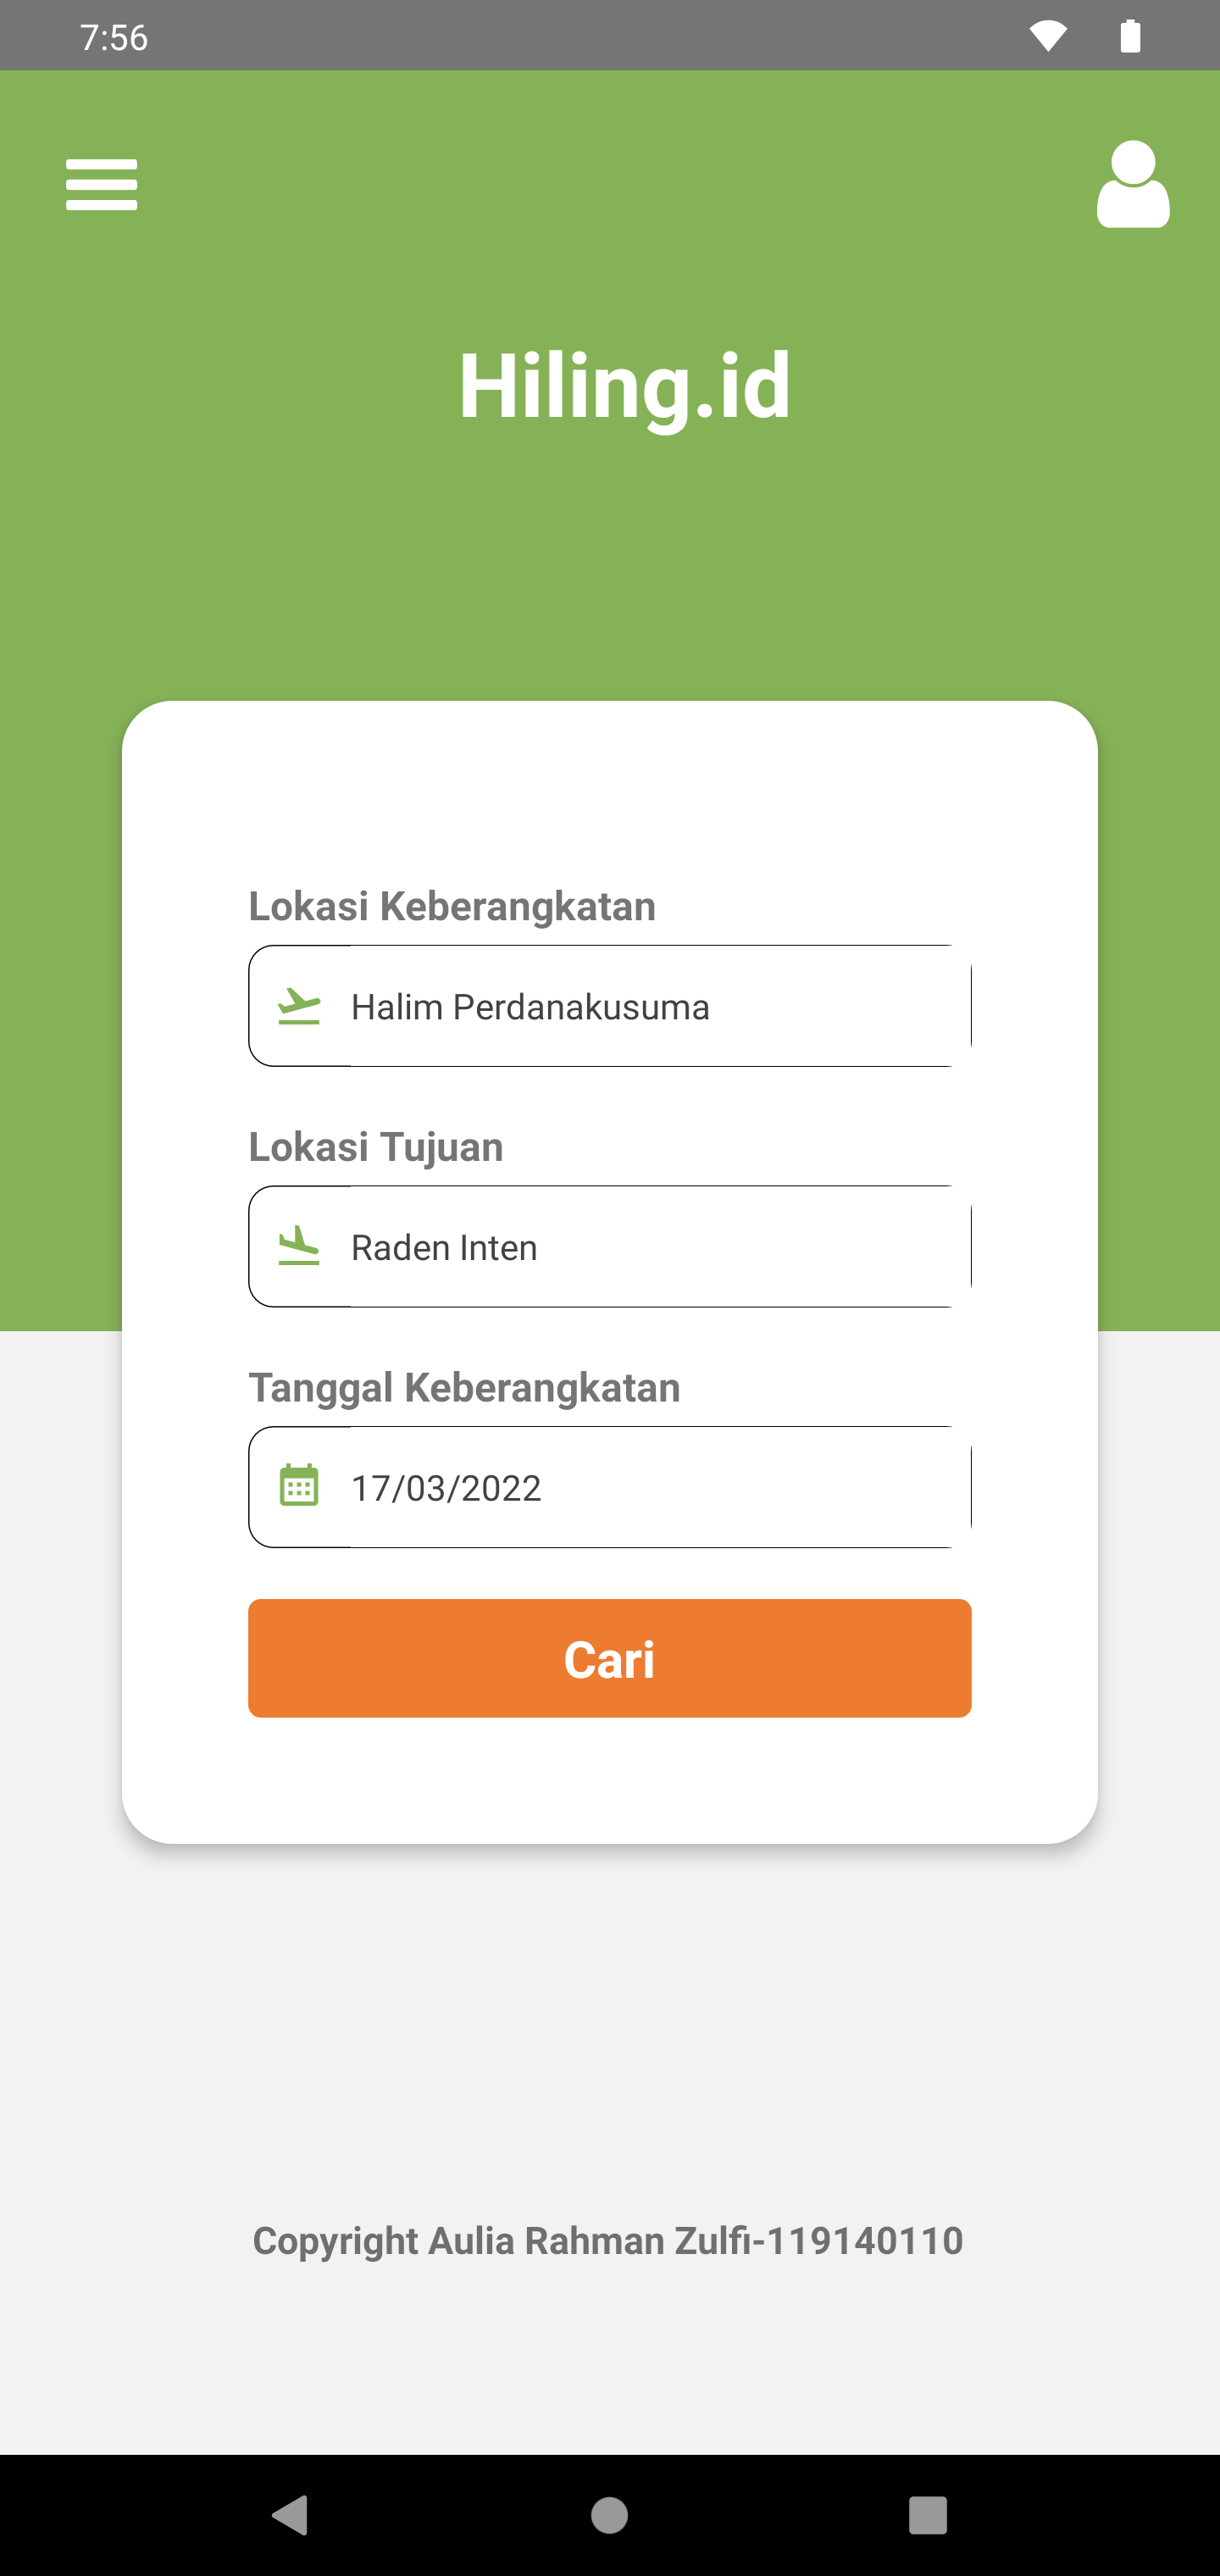 7:56
Hiling.id
Lokasi Keberangkatan
Halim Perdanakusuma
Lokasi Tujuan
Raden Inten
Tanggal Keberangkatan
17/03/2022
Cari
Copyright Aulia Rahman Zulfi-119140110